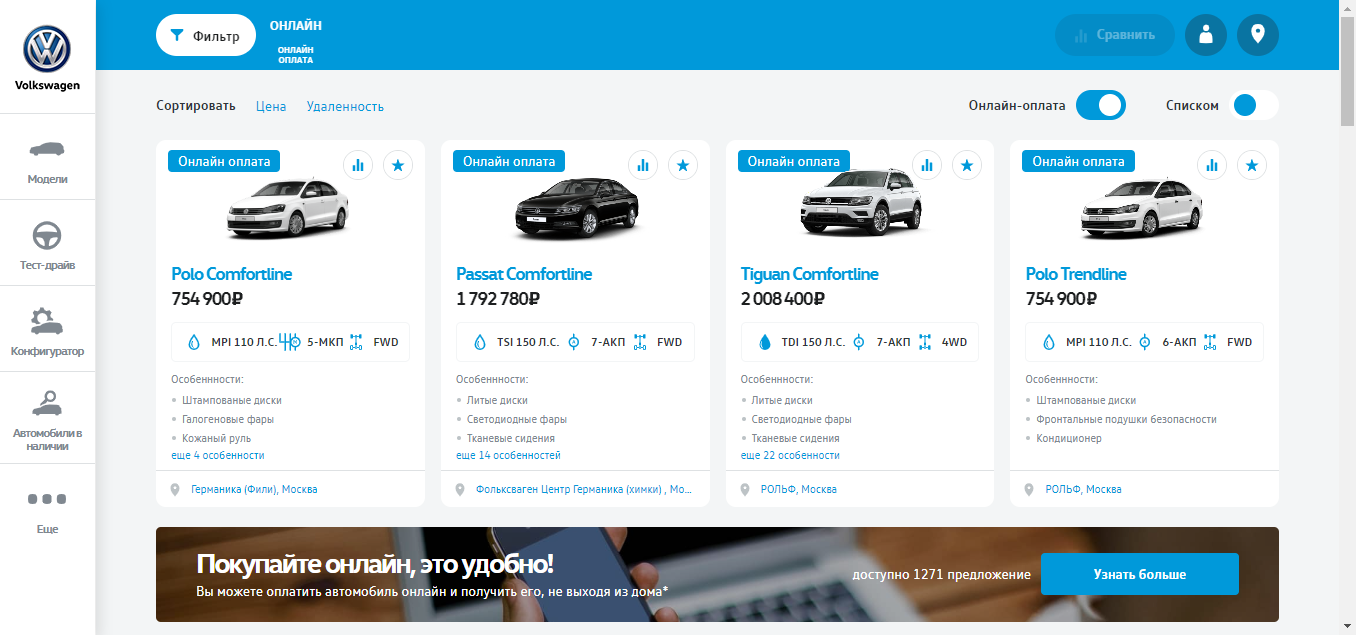 Volkswagen
Модели
Тест-драйв
Конфигуратор
Автомобили в
наличии
Еще
Фильтр
ОНЛАЙН
ОНЛАЙН
ОПЛАТА
Сравнить
Сортировать Цена Удаленность
Онлайн-оплата Списком
Онлайн оплата
Polo Comfortline
754 900₽
MPI 110 Л.С. 5-МКП FWD
Особеннности:
Штампованые диски
Галогеновые фары
Кожаный руль
еще 4 особенности
Германика (Фили), Москва
Онлайн оплата
Passat Comfortline
1 792 780₽
TSI 150 Л.С. 7-АКП FWD
Особеннности:
Литые диски
Светодиодные фары
Тканевые сидения
еще 14 особенностей
Фольксваген Центр Германика (химки) , Мо...
Онлайн оплата
Tiguan Comfortline
2 008 400₽
TDI 150 Л.С. 7-АКП 4WD
Особеннности:
Литые диски
Светодиодные фары
Тканевые сидения
еще 22 особенности
РОЛЬФ, Москва
Онлайн оплата
Polo Trendline
754 900₽
MPI 110 Л.С. 6-АКП FWD
Особеннности:
Штампованые диски
Фронтальные подушки безопасности
Кондиционер
РОЛЬФ, Москва
Покупайте онлайн, это удобно!
Вы можете оплатить автомобиль онлайн и получить его, не выходя из дома*
доступно 1271 предложение
Узнать больше